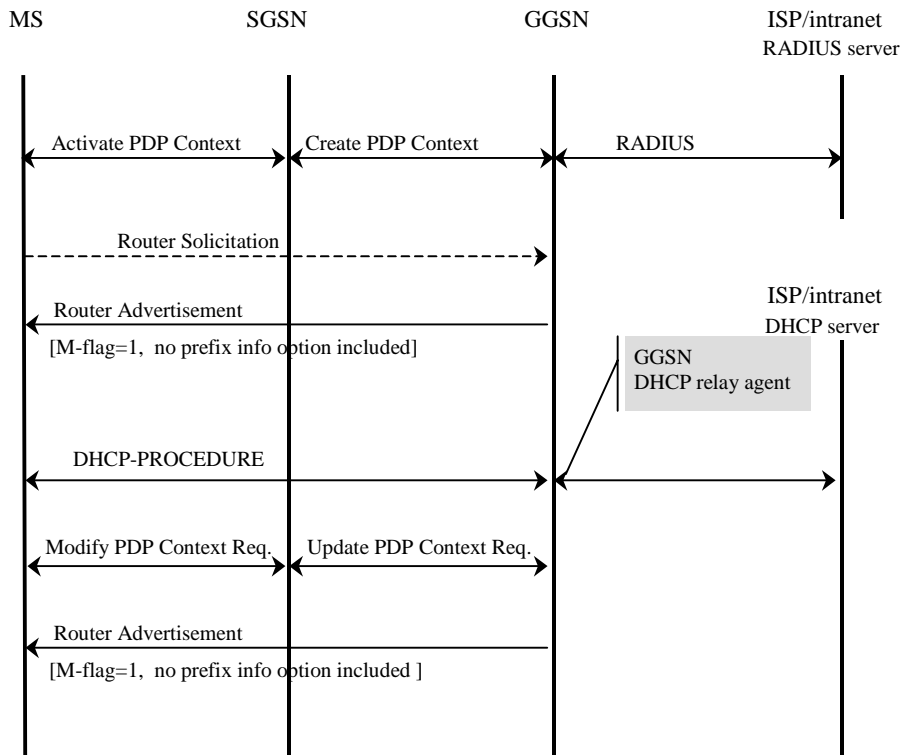 MS
SGSN
GGSN
ISP/intranet
RADIUS server
Activate PDP Context
Create PDP Context
RADIUS
Router Solicitation
Router Advertisement
[M-flag=1, no prefix info option included]
ISP/intranet
DHCP server
GGSN
DHCP relay agent
DHCP-PROCEDURE
Modify PDP Context Req.
Update PDP Context Req.
Router Advertisement
[M-flag=1, no prefix info option included ]